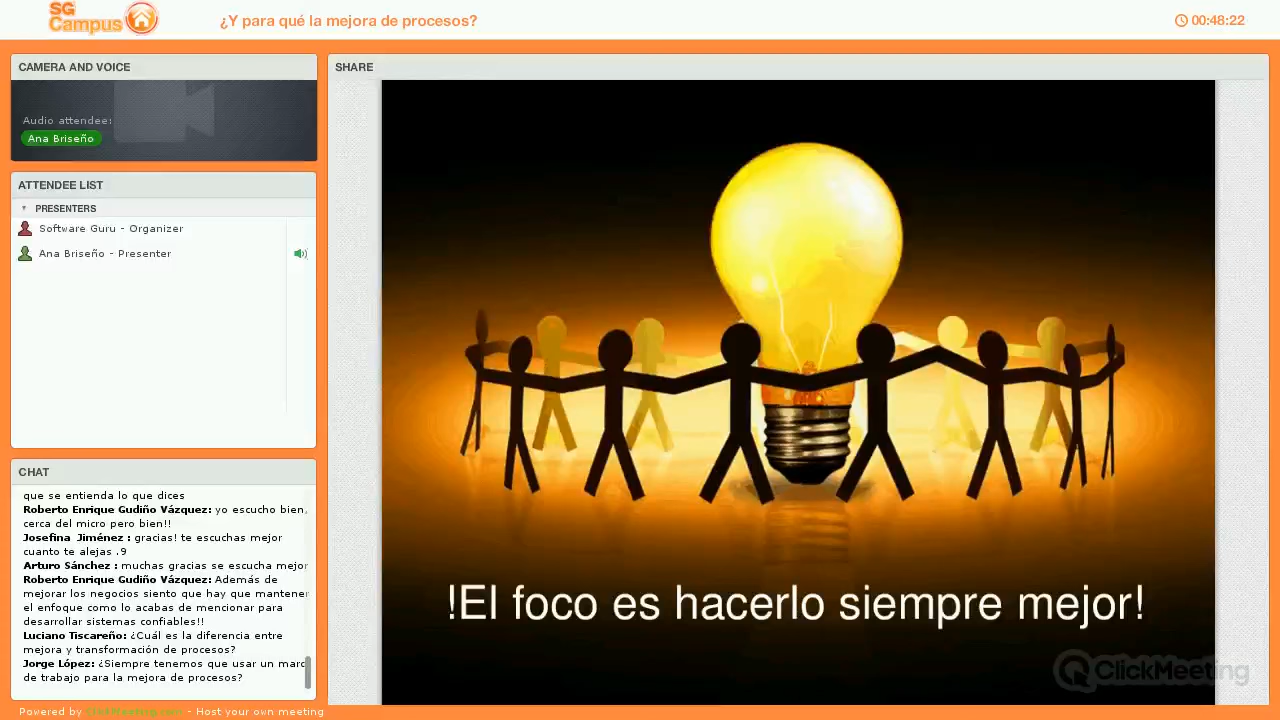 SG
Campus
¿Y para qué la mejora de procesos?
00:48:22
CAMERA AND VOICE
Audio attendee:
Ana Briseño
ATTENDEE LIST
PRESENTERS
Software Guru - Organizer
Ana Briseño - Presenter
CHAT
que se entienda lo que dices
Roberto Enrique Gudiño Vázquez: yo escucho bien,
cerca del micro pero bien!!
Josefina Jiménez : gracias! te escuchas mejor
cuanto te alejas .9
Arturo Sánchez : muchas gracias se escucha mejor
Roberto Enrique Gudiño Vázquez: Además de
mejorar los negocios siento que hay que mantener
el enfoque como lo acabas de mencionar para
desarrollar sistemas confiables!!
Luciano Tiscareño: ¿Cuál es la diferencia entre
mejora y transformación de procesos?
Jorge López: ¿Siempre tenemos que usar un marc
de trabajo para la mejora de procesos?
Powered by ClickMeeting.com - Host your own meeting
SHARE
!El foco es hacerlo siempre mejor!
ClickMeeting